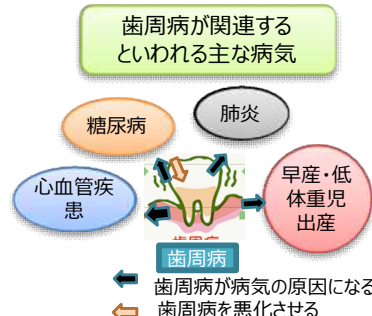 歯周病が関連する
といわれる主な病気
肺炎
糖尿病
心血管疾
患
早産・低
体重児
出産
歯周病
歯周病
歯周病が病気の原因になる
歯周病を悪化させる